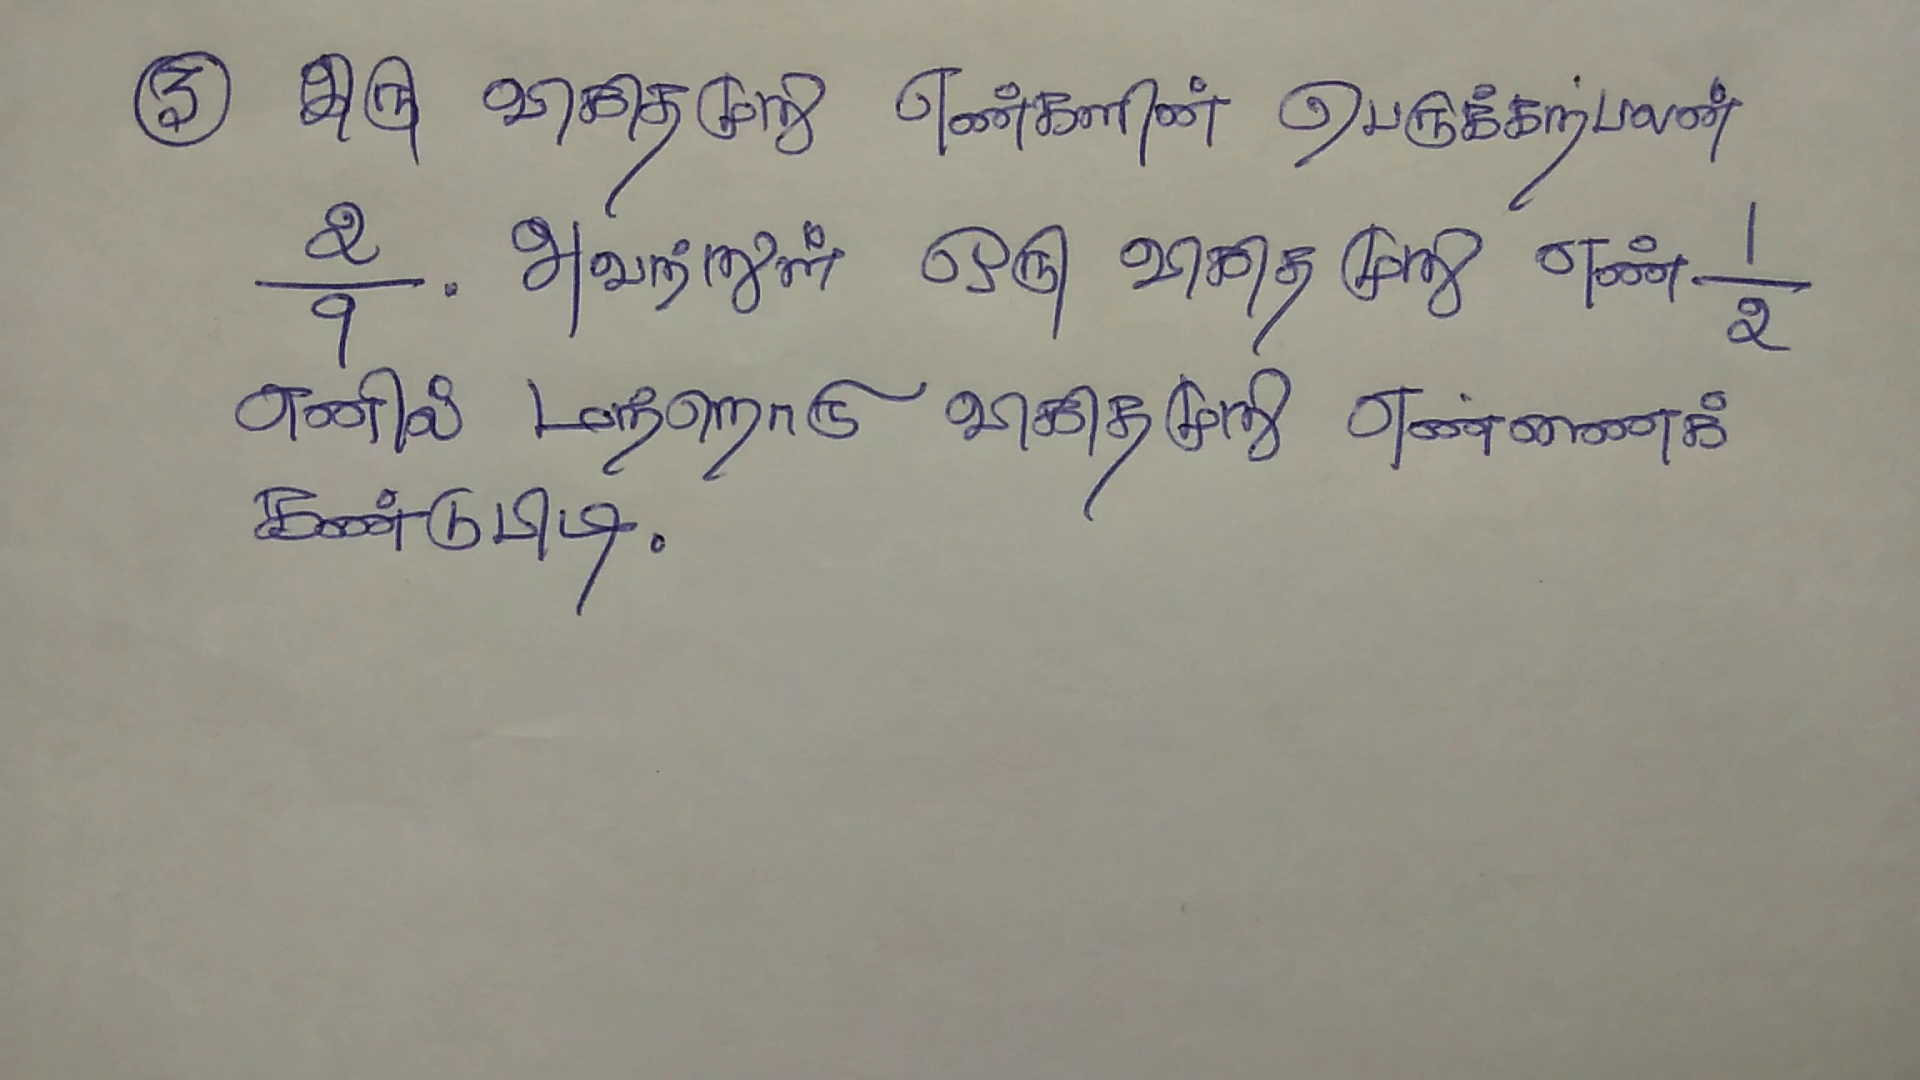 ③ இரு விகிதமுறு எண்களின் பெருக்கற்பலன்
2/9. அவற்றுள் ஒரு விகிதமுறு எண் 1/2
எனில் மற்றொரு விகிதமுறு எண்ணைக்
கண்டுபிடி.